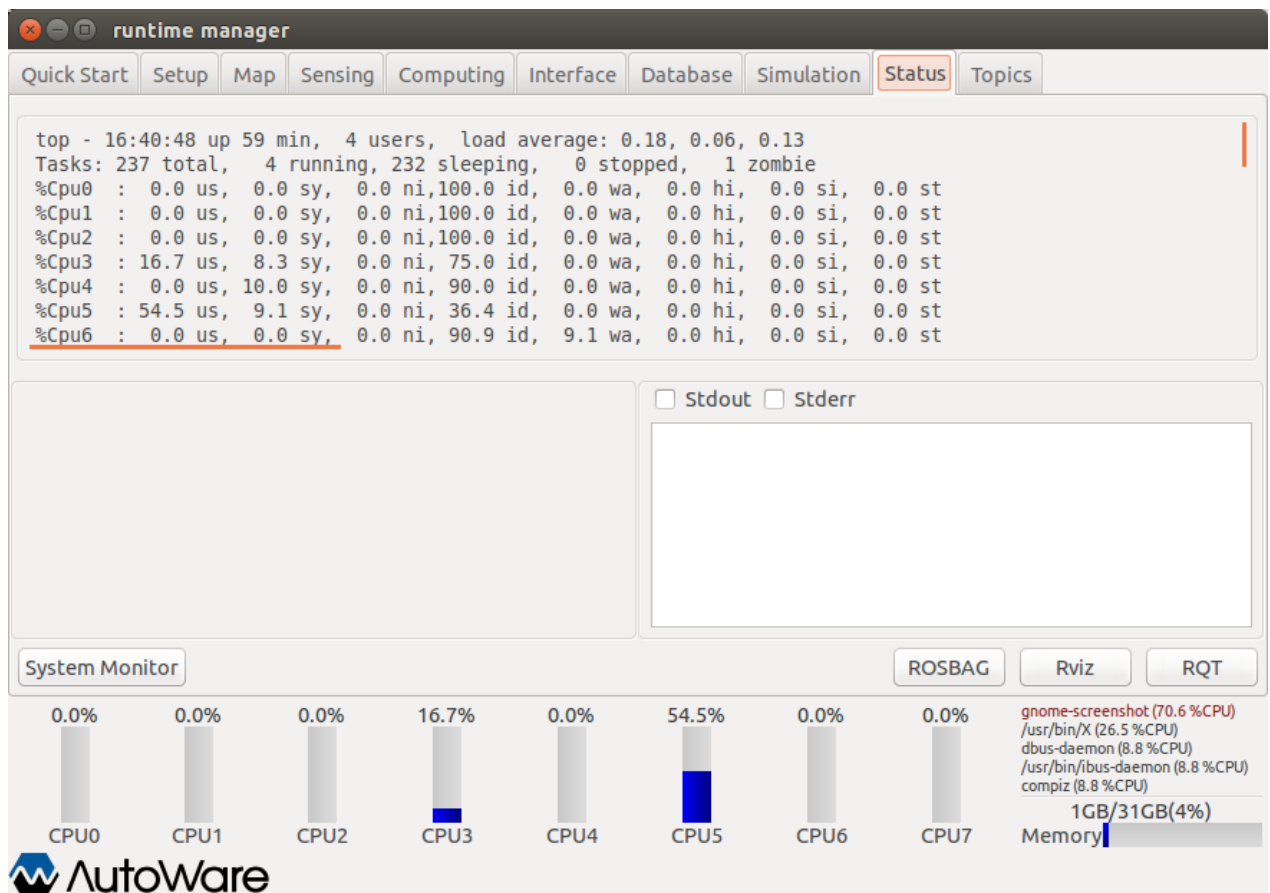 runtime manager
Quick Start Setup Map Sensing Computing Interface Database Simulation Status Topics
top - 16:40:48 up 59 min,  4 users,  load average: 0.18, 0.06, 0.13
Tasks: 237 total,   4 running, 232 sleeping,   0 stopped,   1 zombie
%Cpu0  :  0.0 us,  0.0 sy,  0.0 ni,100.0 id,  0.0 wa,  0.0 hi,  0.0 si,  0.0 st
%Cpu1  :  0.0 us,  0.0 sy,  0.0 ni,100.0 id,  0.0 wa,  0.0 hi,  0.0 si,  0.0 st
%Cpu2  :  0.0 us,  0.0 sy,  0.0 ni,100.0 id,  0.0 wa,  0.0 hi,  0.0 si,  0.0 st
%Cpu3  : 16.7 us,  8.3 sy,  0.0 ni, 75.0 id,  0.0 wa,  0.0 hi,  0.0 si,  0.0 st
%Cpu4  :  0.0 us, 10.0 sy,  0.0 ni, 90.0 id,  0.0 wa,  0.0 hi,  0.0 si,  0.0 st
%Cpu5  : 54.5 us,  9.1 sy,  0.0 ni, 36.4 id,  0.0 wa,  0.0 hi,  0.0 si,  0.0 st
%Cpu6  :  0.0 us,  0.0 sy,  0.0 ni, 90.9 id,  9.1 wa,  0.0 hi,  0.0 si,  0.0 st
Stdout Stderr
System Monitor ROSBAG Rviz RQT
0.0% 0.0% 0.0% 16.7% 0.0% 54.5% 0.0% 0.0%
CPU0 CPU1 CPU2 CPU3 CPU4 CPU5 CPU6 CPU7
gnome-screenshot (70.6 %CPU)
/usr/bin/X (26.5 %CPU)
dbus-daemon (8.8 %CPU)
/usr/bin/ibus-daemon (8.8 %CPU)
compiz (8.8 %CPU)
1GB/31GB(4%)
Memory
AutoWare